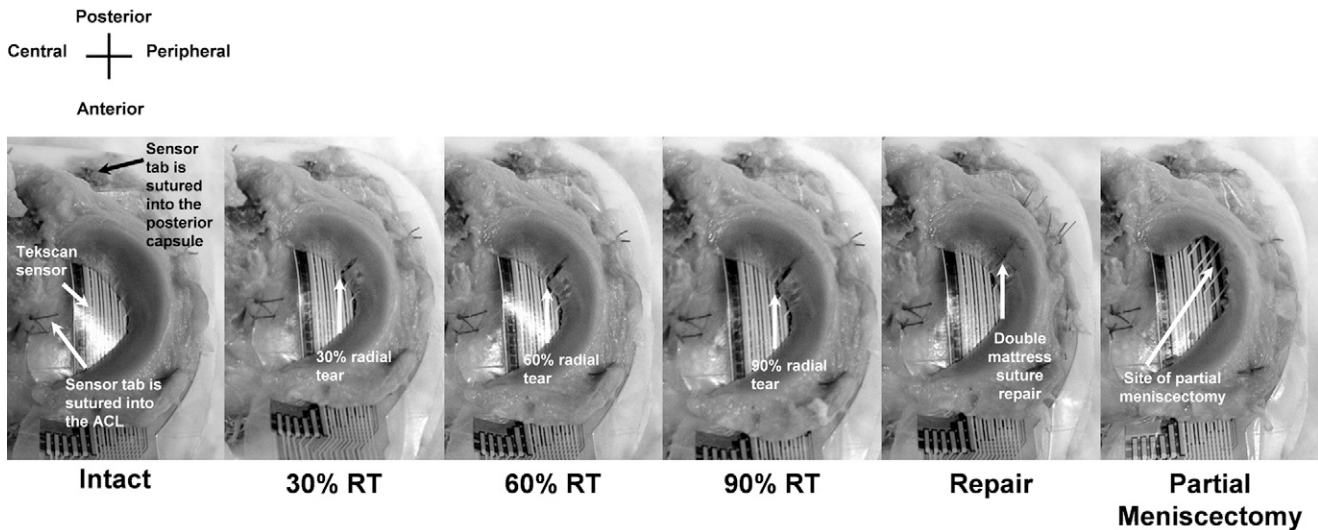 Posterior
Central
Peripheral
Anterior
Sensor
tab is
sutured
into the
posterior
capsule
Tekscan
sensor
Sensor tab is
sutured into
the ACL
30% radial
tear
60% radial
tear
90% radial
tear
Double
mattress
suture
repair
Site of partial
meniscectomy
Intact
30% RT
60% RT
90% RT
Repair
Partial
Meniscectomy